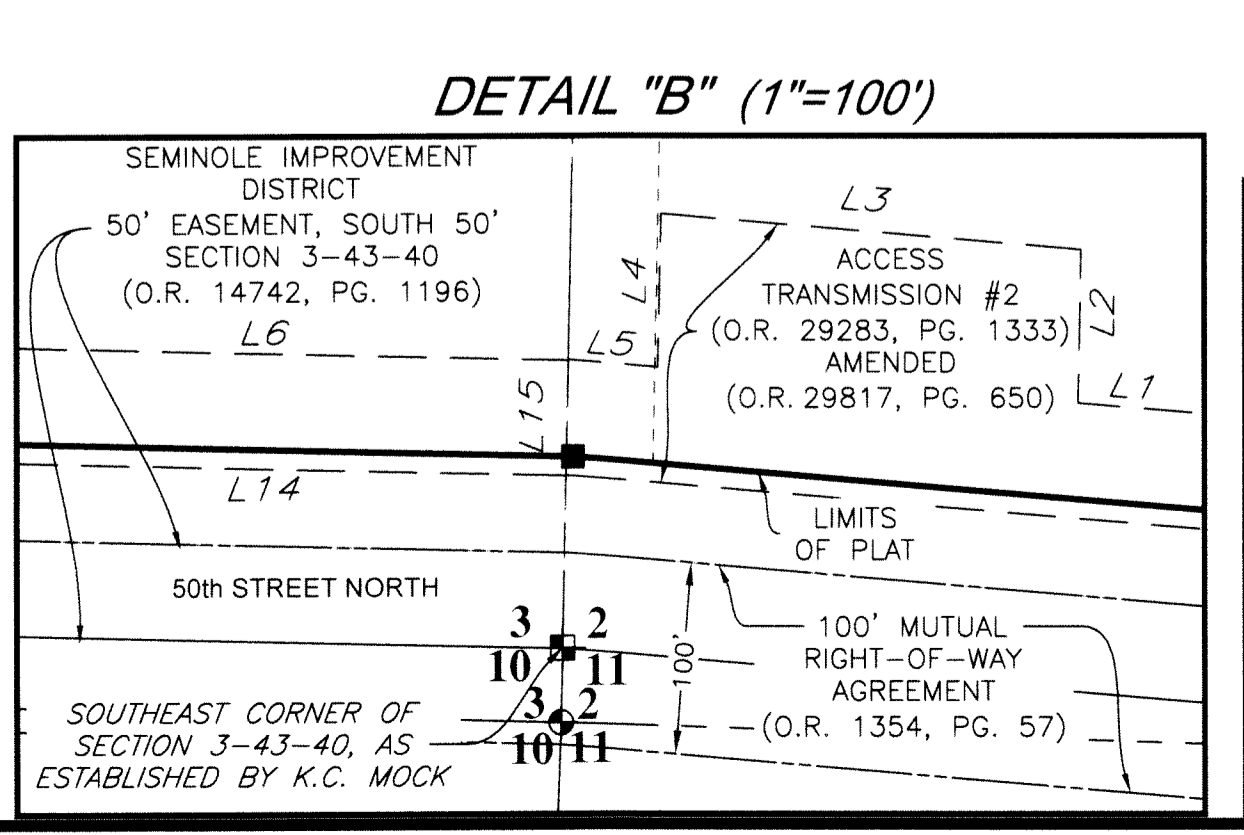 DETAIL "B" (1"=100')
SEMINOLE IMPROVEMENT
DISTRICT
50' EASEMENT, SOUTH 50'
SECTION 3-43-40
(O.R. 14742, PG. 1196)
L6
L5
L4
L3
ACCESS
TRANSMISSION #2
(O.R. 29283, PG. 1333)
AMENDED
(O.R. 29817, PG. 650)
L2
L1
L15
L14
LIMITS
OF PLAT
50th STREET NORTH
3 2
10 11
100'
100' MUTUAL
RIGHT-OF-WAY
AGREEMENT
(O.R. 1354, PG. 57)
3 2
10 11
SOUTHEAST CORNER OF
SECTION 3-43-40, AS
ESTABLISHED BY K.C. MOCK